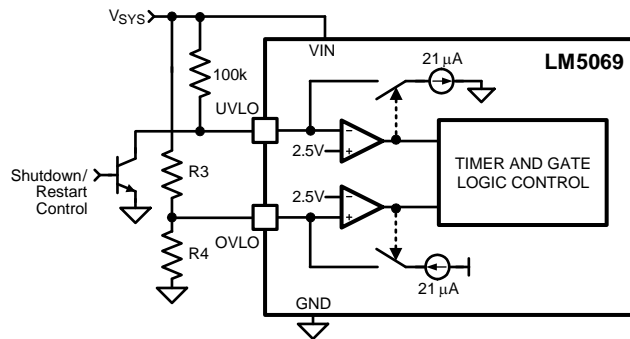 VSYS
VIN
LM5069
21 μA
100k
UVLO
2.5V
Shutdown/
Restart
Control
R3
TIMER AND GATE
LOGIC CONTROL
2.5V
OVLO
R4
21 μA
GND